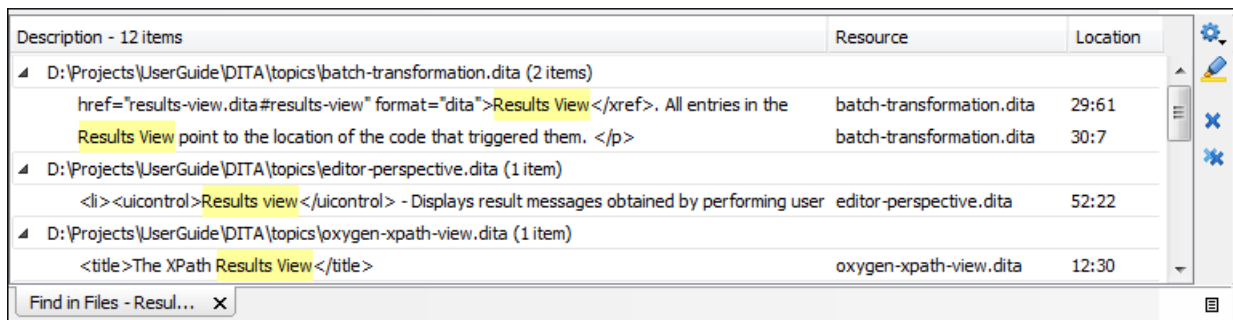 Description - 12 items Resource Location
D:\Projects\UserGuide\DITA\topics\batch-transformation.dita (2 items)
href="results-view.dita#results-view" format="dita">Results View</xref>. All entries in the batch-transformation.dita 29:61
Results View point to the location of the code that triggered them. </p> batch-transformation.dita 30:7
D:\Projects\UserGuide\DITA\topics\editor-perspective.dita (1 item)
<li><uicontrol>Results view</uicontrol> - Displays result messages obtained by performing user editor-perspective.dita 52:22
D:\Projects\UserGuide\DITA\topics\oxygen-xpath-view.dita (1 item)
<title>The XPath Results View</title> oxygen-xpath-view.dita 12:30
Find in Files - Resul...